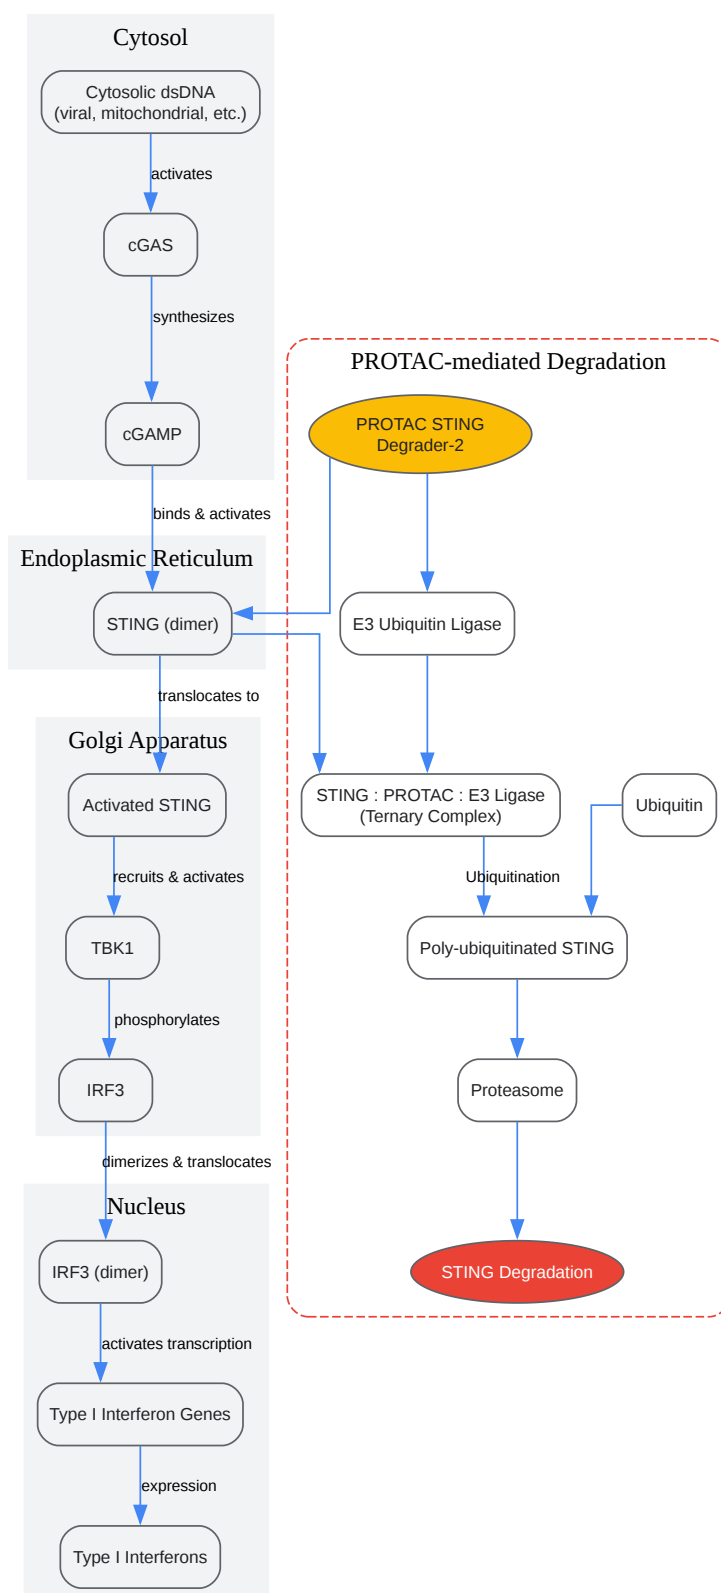 Cytosol
Cytosolic dsDNA
(viral, mitochondrial, etc.)
activates
cGAS
synthesizes
cGAMP
binds & activates
Endoplasmic Reticulum
STING (dimer)
translocates to
Golgi Apparatus
Activated STING
recruits & activates
TBK1
phosphorylates
IRF3
dimerizes & translocates
Nucleus
IRF3 (dimer)
activates transcription
Type I Interferon Genes
expression
Type I Interferons
PROTAC-mediated Degradation
PROTAC STING
Degrader-2
E3 Ubiquitin Ligase
STING : PROTAC : E3 Ligase
(Ternary Complex)
Ubiquitin
Ubiquitination
Poly-ubiquitinated STING
Proteasome
STING Degradation